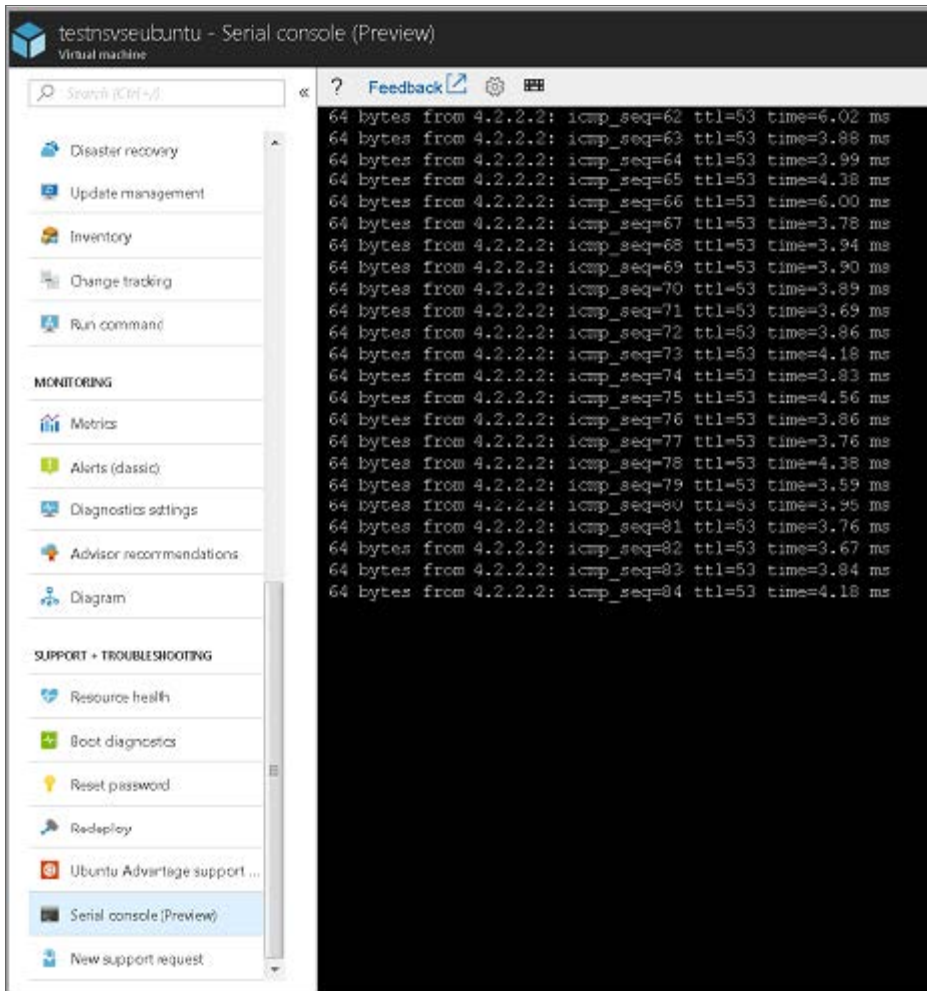 testnsvseubuntu - Serial console (Preview)
Virtual machine
Search (Ctrl+/)
«
? Feedback
Disaster recovery
Update management
Inventory
Change tracking
Run command
MONITORING
Metrics
Alerts (classic)
Diagnostics settings
Advisor recommendations
Diagram
SUPPORT + TROUBLESHOOTING
Resource health
Boot diagnostics
Reset password
Redeploy
Ubuntu Advantage support ...
Serial console (Preview)
New support request
64 bytes from 4.2.2.2: icmp_seq=62 ttl=53 time=6.02 ms
64 bytes from 4.2.2.2: icmp_seq=63 ttl=53 time=3.88 ms
64 bytes from 4.2.2.2: icmp_seq=64 ttl=53 time=3.99 ms
64 bytes from 4.2.2.2: icmp_seq=65 ttl=53 time=4.38 ms
64 bytes from 4.2.2.2: icmp_seq=66 ttl=53 time=6.00 ms
64 bytes from 4.2.2.2: icmp_seq=67 ttl=53 time=3.78 ms
64 bytes from 4.2.2.2: icmp_seq=68 ttl=53 time=3.94 ms
64 bytes from 4.2.2.2: icmp_seq=69 ttl=53 time=3.90 ms
64 bytes from 4.2.2.2: icmp_seq=70 ttl=53 time=3.89 ms
64 bytes from 4.2.2.2: icmp_seq=71 ttl=53 time=3.69 ms
64 bytes from 4.2.2.2: icmp_seq=72 ttl=53 time=3.86 ms
64 bytes from 4.2.2.2: icmp_seq=73 ttl=53 time=4.18 ms
64 bytes from 4.2.2.2: icmp_seq=74 ttl=53 time=3.83 ms
64 bytes from 4.2.2.2: icmp_seq=75 ttl=53 time=4.56 ms
64 bytes from 4.2.2.2: icmp_seq=76 ttl=53 time=3.86 ms
64 bytes from 4.2.2.2: icmp_seq=77 ttl=53 time=3.76 ms
64 bytes from 4.2.2.2: icmp_seq=78 ttl=53 time=4.38 ms
64 bytes from 4.2.2.2: icmp_seq=79 ttl=53 time=3.59 ms
64 bytes from 4.2.2.2: icmp_seq=80 ttl=53 time=3.95 ms
64 bytes from 4.2.2.2: icmp_seq=81 ttl=53 time=3.76 ms
64 bytes from 4.2.2.2: icmp_seq=82 ttl=53 time=3.67 ms
64 bytes from 4.2.2.2: icmp_seq=83 ttl=53 time=3.84 ms
64 bytes from 4.2.2.2: icmp_seq=84 ttl=53 time=4.18 ms